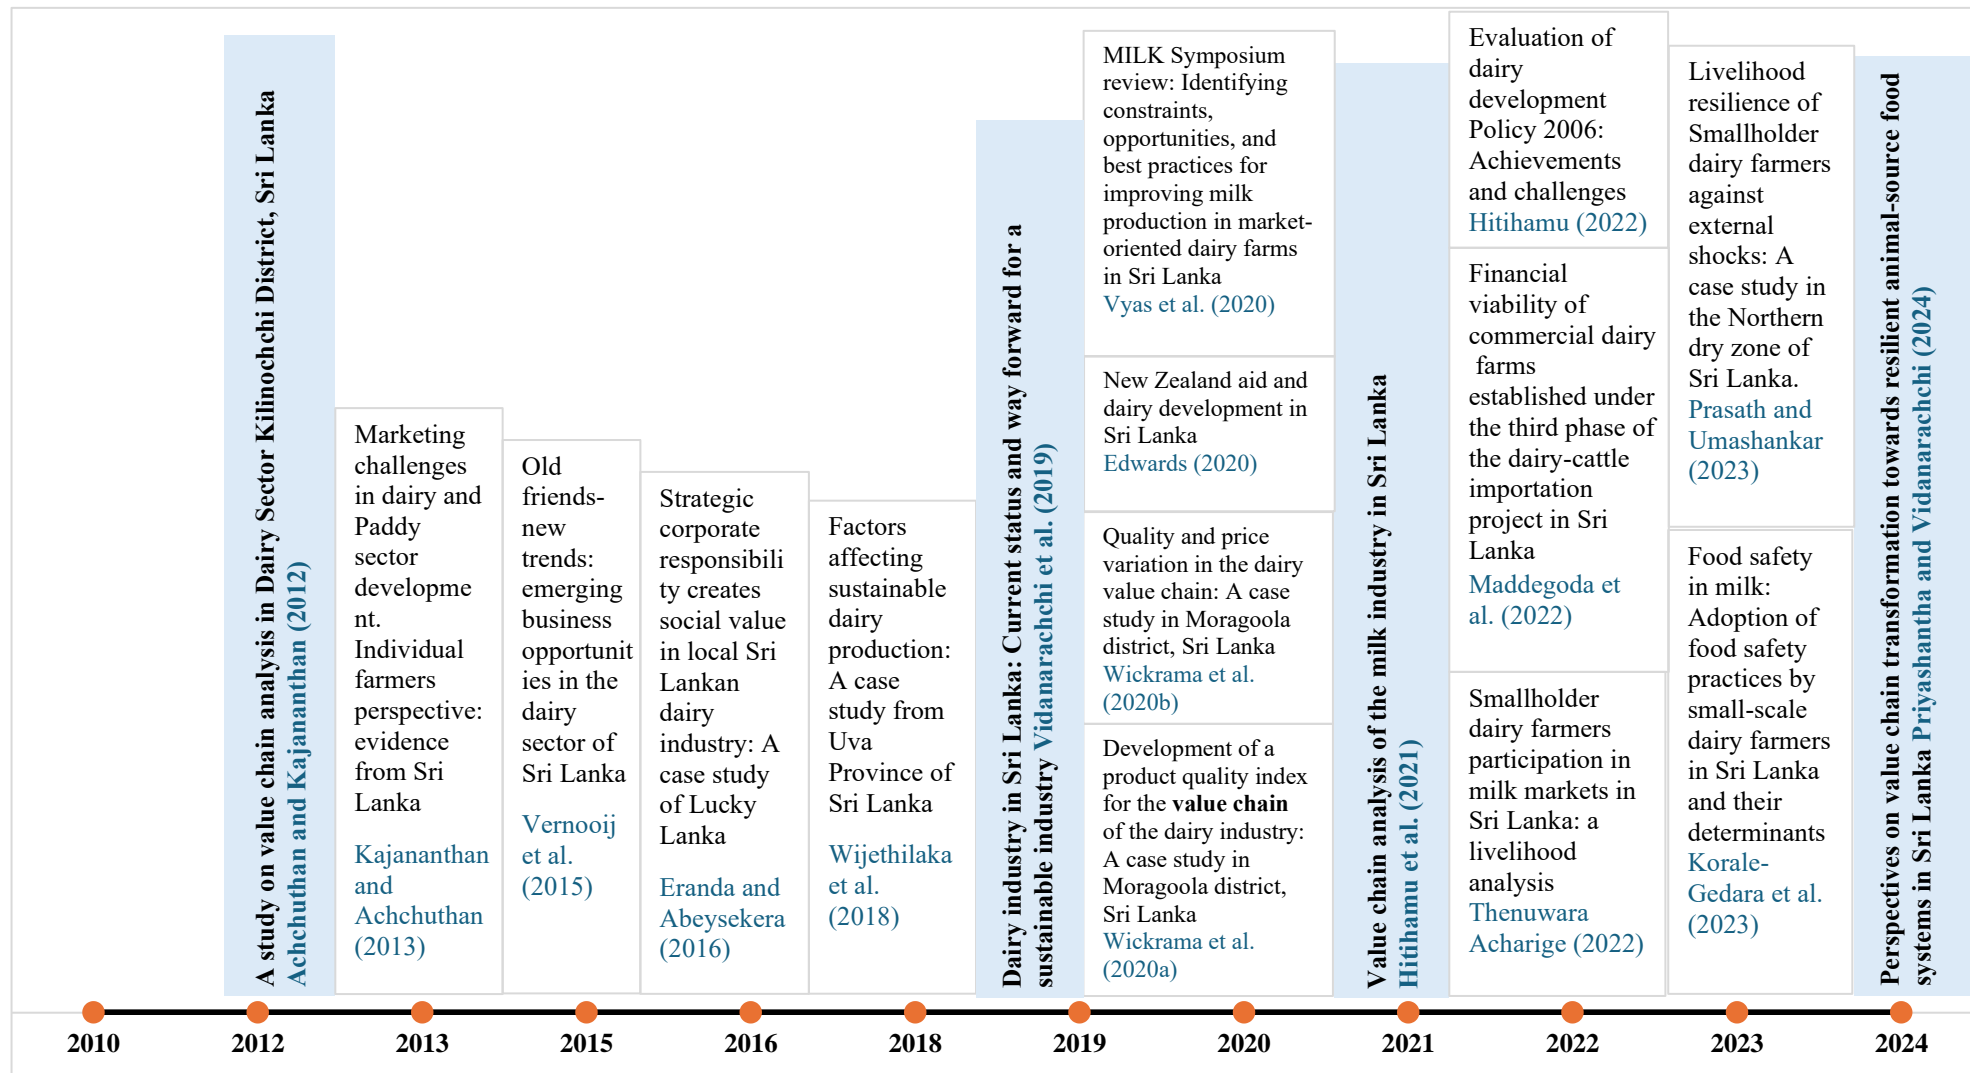 A study on value chain analysis in Dairy Sector Kilinochchi District, Sri Lanka
Achchuthan and Kajananthan (2012)
Marketing
challenges
in dairy and
Paddy
sector
developme
nt.
Individual
farmers
perspective:
evidence
from Sri
Lanka
Kajananthan
and
Achchuthan
(2013)
Old
friends-
new
trends:
emerging
business
opportunit
ies in the
dairy
sector of
Sri Lanka
Vernooij
et al.
(2015)
Strategic
corporate
responsibili
ty creates
social value
in local Sri
Lankan
dairy
industry: A
case study
of Lucky
Lanka
Eranda and
Abeysekera
(2016)
Factors
affecting
sustainable
dairy
production:
A case
study from
Uva
Province of
Sri Lanka
Wijethilaka
et al.
(2018)
Dairy industry in Sri Lanka: Current status and way forward for a
sustainable industry Vidanarachchi et al. (2019)
MILK Symposium
review: Identifying
constraints,
opportunities, and
best practices for
improving milk
production in market-
oriented dairy farms
in Sri Lanka
Vyas et al. (2020)
New Zealand aid and
dairy development in
Sri Lanka
Edwards (2020)
Quality and price
variation in the dairy
value chain: A case
study in Moragoola
district, Sri Lanka
Wickrama et al.
(2020b)
Development of a
product quality index
for the value chain
of the dairy industry:
A case study in
Moragoola district,
Sri Lanka
Wickrama et al.
(2020a)
Value chain analysis of the milk industry in Sri Lanka
Hitihamu et al. (2021)
Evaluation of
dairy
development
Policy 2006:
Achievements
and challenges
Hitihamu (2022)
Financial
viability of
commercial dairy
farms
established under
the third phase of
the dairy-cattle
importation
project in Sri
Lanka
Maddegoda et
al. (2022)
Smallholder
dairy farmers
participation in
milk markets in
Sri Lanka: a
livelihood
analysis
Thenuwara
Acharige (2022)
Livelihood
resilience of
Smallholder
dairy farmers
against
external
shocks: A
case study in
the Northern
dry zone of
Sri Lanka.
Prasath and
Umashankar
(2023)
Food safety
in milk:
Adoption of
food safety
practices by
small-scale
dairy farmers
in Sri Lanka
and their
determinants
Korale-
Gedara et al.
(2023)
Perspectives on value chain transformation towards resilient animal-source food
systems in Sri Lanka Priyashantha and Vidanarachchi (2024)
2010 2012 2013 2015 2016 2018 2019 2020 2021 2022 2023 2024